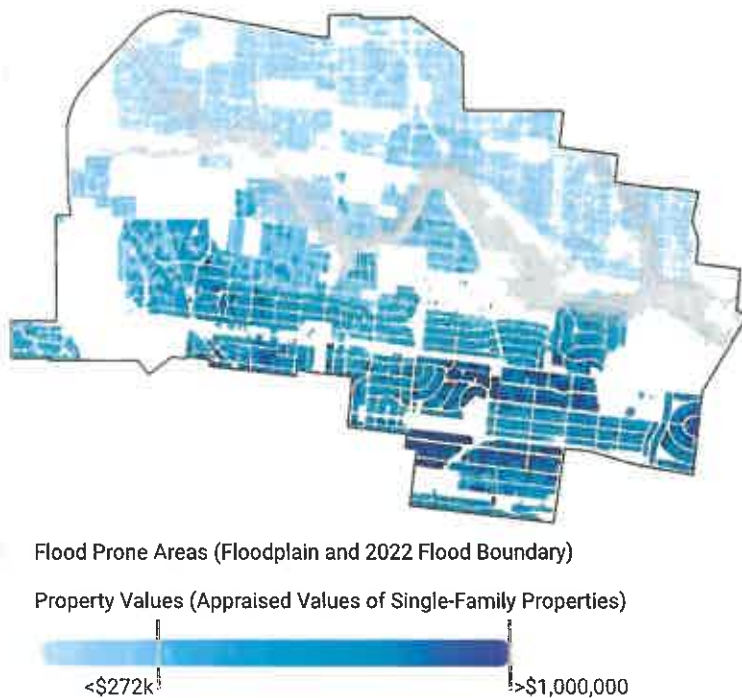 Flood Prone Areas (Floodplain and 2022 Flood Boundary)
Property Values (Appraised Values of Single-Family Properties)
<$272k
>$1,000,000